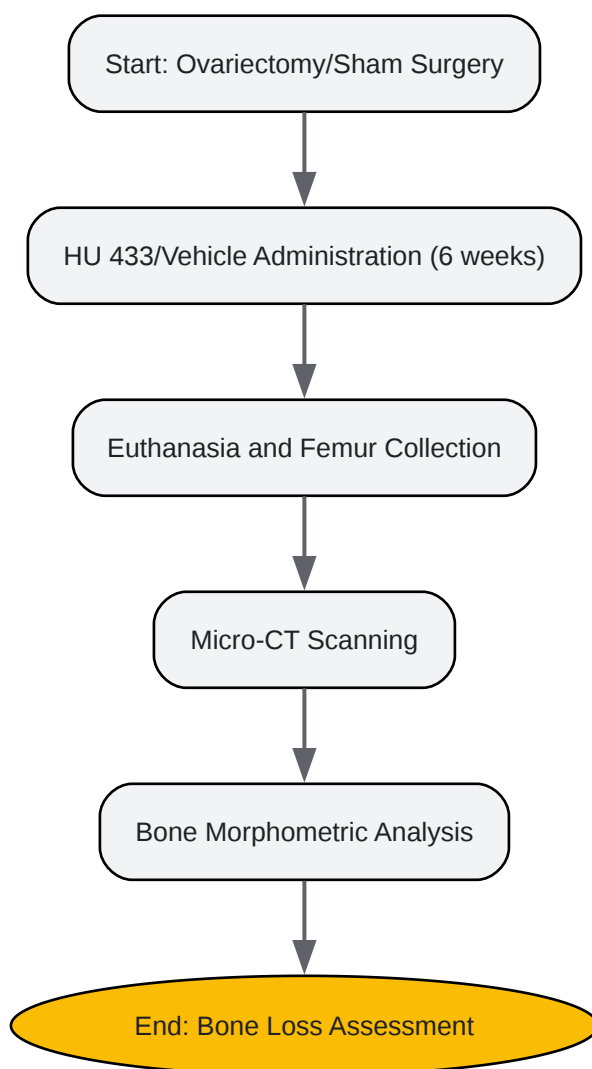 Start: Ovariectomy/Sham Surgery
HU 433/Vehicle Administration (6 weeks)
Euthanasia and Femur Collection
Micro-CT Scanning
Bone Morphometric Analysis
End: Bone Loss Assessment